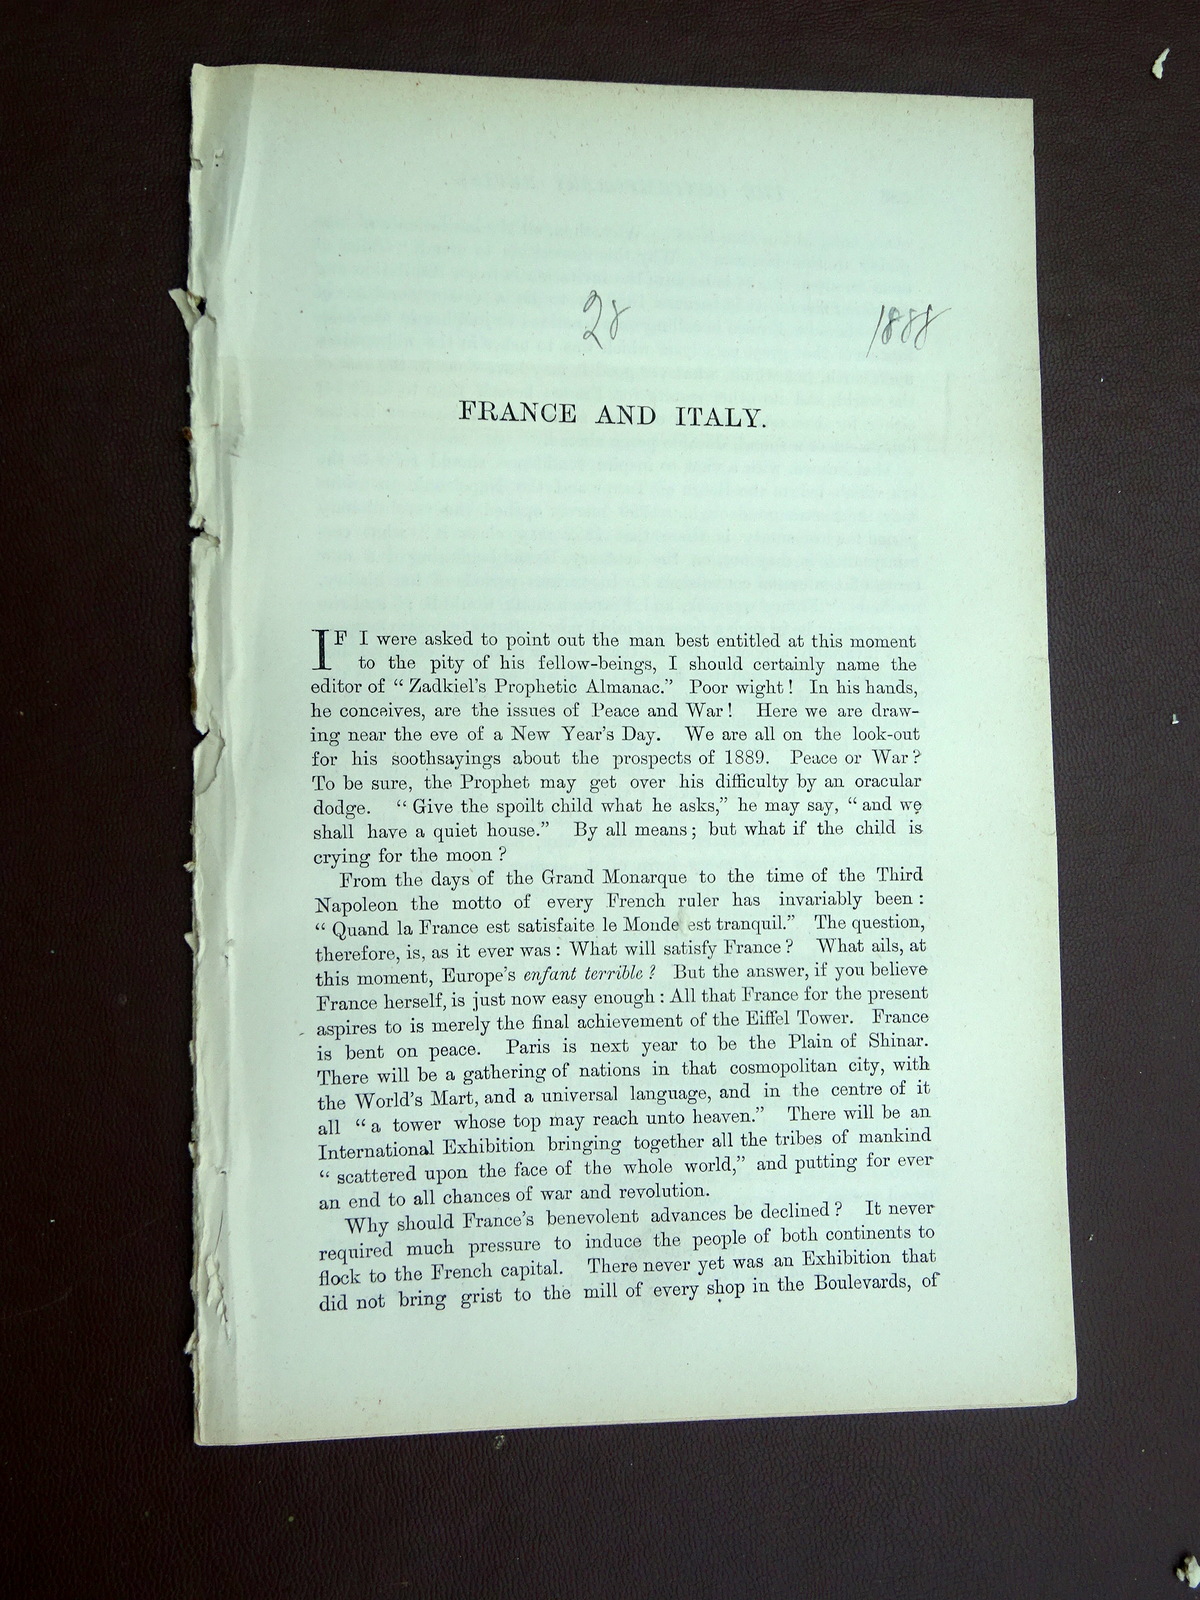 28 1888
FRANCE AND ITALY.
IF I were asked to point out the man best entitled at this moment
to the pity of his fellow-beings, I should certainly name the
editor of “ Zadkiel’s Prophetic Almanac.” Poor wight! In his hands,
he conceives, are the issues of Peace and War! Here we are draw-
ing near the eve of a New Year’s Day. We are all on the look-out
for his soothsayings about the prospects of 1889. Peace or War?
To be sure, the Prophet may get over his difficulty by an oracular
dodge. “ Give the spoilt child what he asks,” he may say, “ and we
shall have a quiet house.” By all means; but what if the child is
crying for the moon ?
From the days of the Grand Monarque to the time of the Third
Napoleon the motto of every French ruler has invariably been :
“ Quand la France est satisfaite le Monde est tranquil.” The question,
therefore, is, as it ever was : What will satisfy France ? What ails, at
this moment, Europe’s enfant terrible ? But the answer, if you believe
France herself, is just now easy enough : All that France for the present
aspires to is merely the final achievement of the Eiffel Tower. France
is bent on peace. Paris is next year to be the Plain of Shinar.
There will be a gathering of nations in that cosmopolitan city, with
the World’s Mart, and a universal language, and in the centre of it
all “ a tower whose top may reach unto heaven.” There will be an
International Exhibition bringing together all the tribes of mankind
“ scattered upon the face of the whole world,” and putting for ever
an end to all chances of war and revolution.
Why should France’s benevolent advances be declined ? It never
required much pressure to induce the people of both continents to
flock to the French capital. There never yet was an Exhibition that
did not bring grist to the mill of every shop in the Boulevards, of